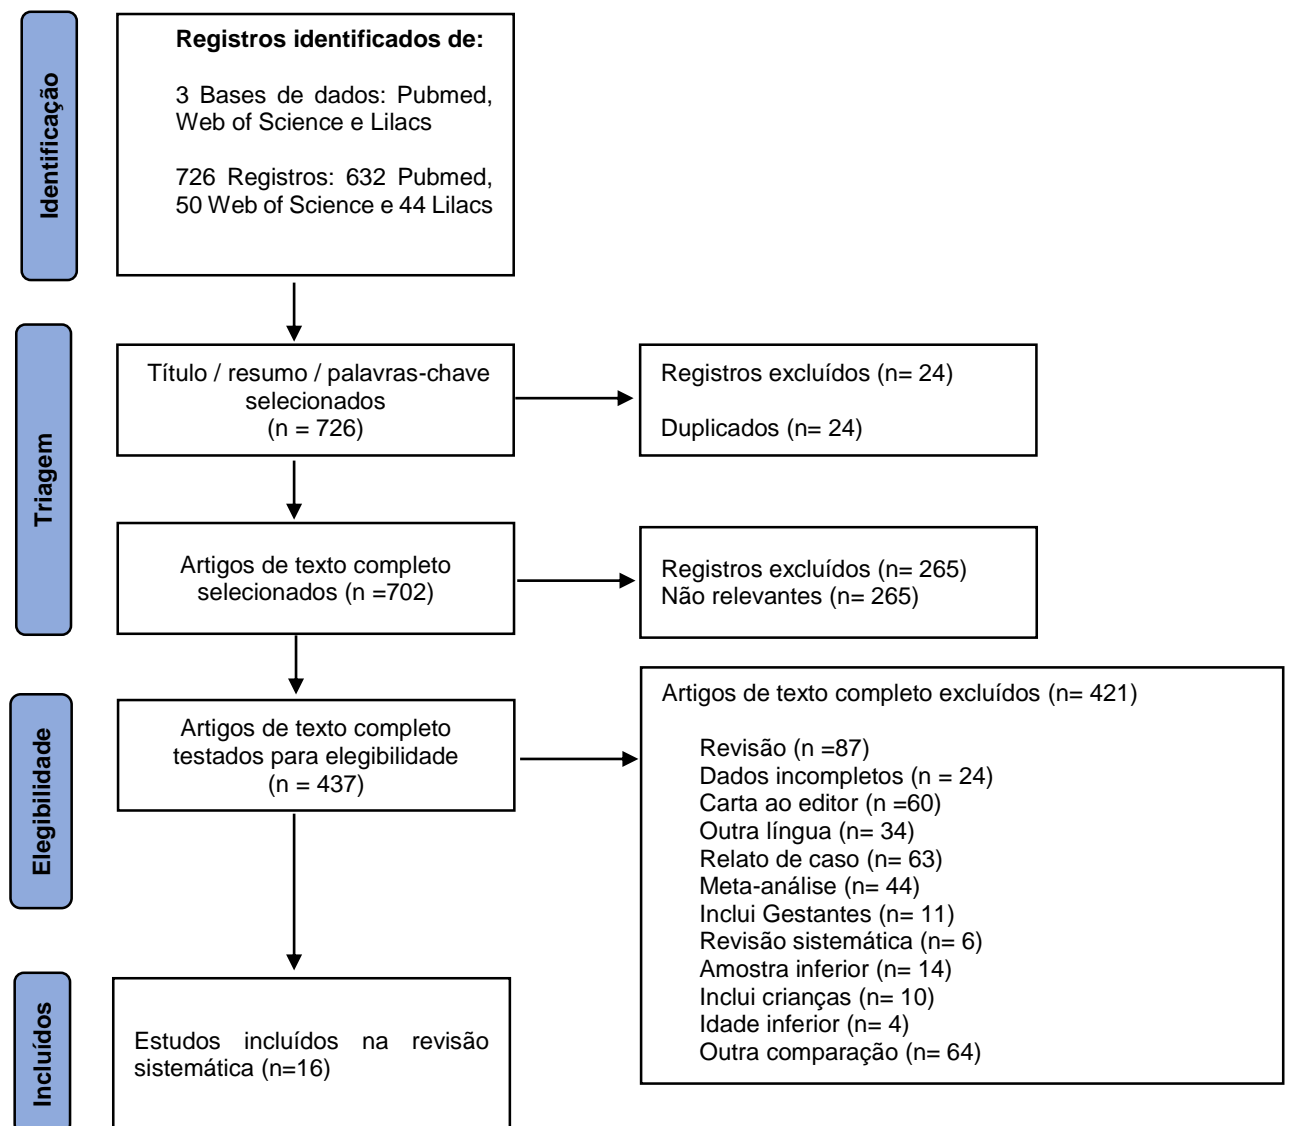 Identificação
Registros identificados de:
3 Bases de dados: Pubmed,
Web of Science e Lilacs
726 Registros: 632 Pubmed,
50 Web of Science e 44 Lilacs
Triagem
Título / resumo / palavras-chave
selecionados
(n = 726)
Registros excluídos (n= 24)
Duplicados (n= 24)
Artigos de texto completo
selecionados (n =702)
Registros excluídos (n= 265)
Não relevantes (n= 265)
Elegibilidade
Artigos de texto completo
testados para elegibilidade
(n = 437)
Artigos de texto completo excluídos (n= 421)
Revisão (n =87)
Dados incompletos (n = 24)
Carta ao editor (n =60)
Outra língua (n= 34)
Relato de caso (n= 63)
Meta-análise (n= 44)
Inclui Gestantes (n= 11)
Revisão sistemática (n= 6)
Amostra inferior (n= 14)
Inclui crianças (n= 10)
Idade inferior (n= 4)
Outra comparação (n= 64)
Incluídos
Estudos incluídos na revisão
sistemática (n=16)